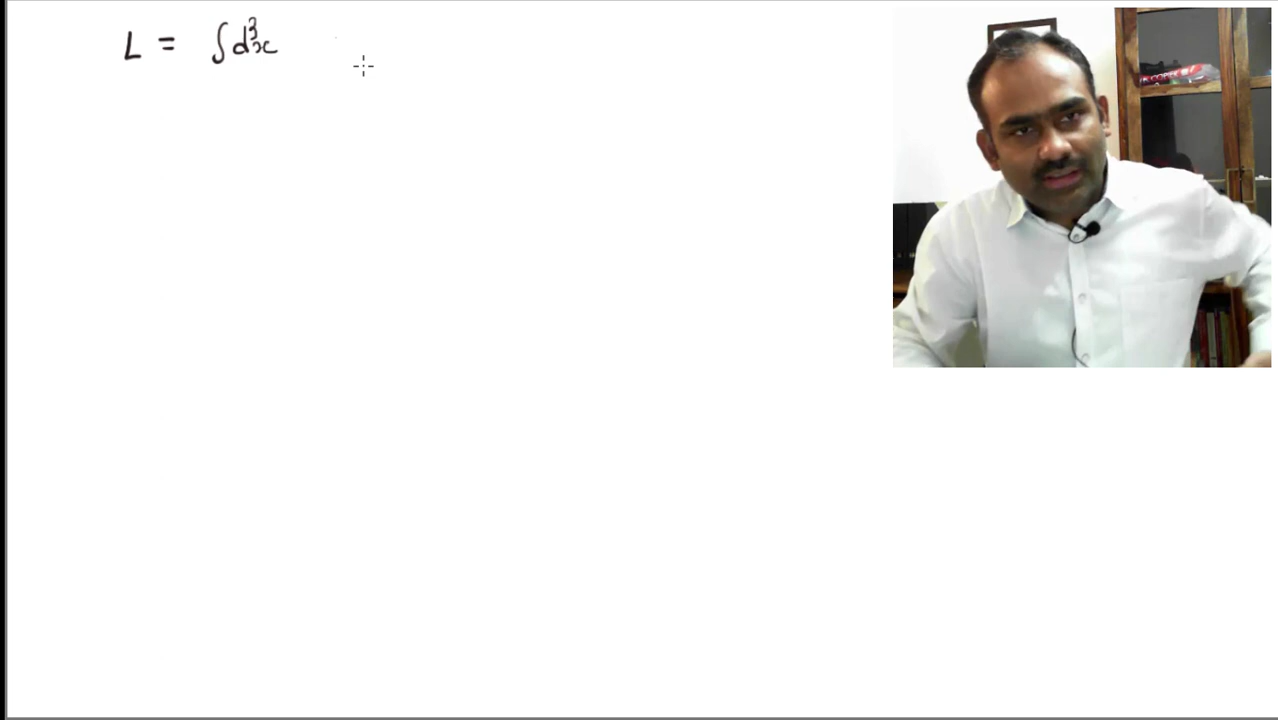 L = ∫d³x